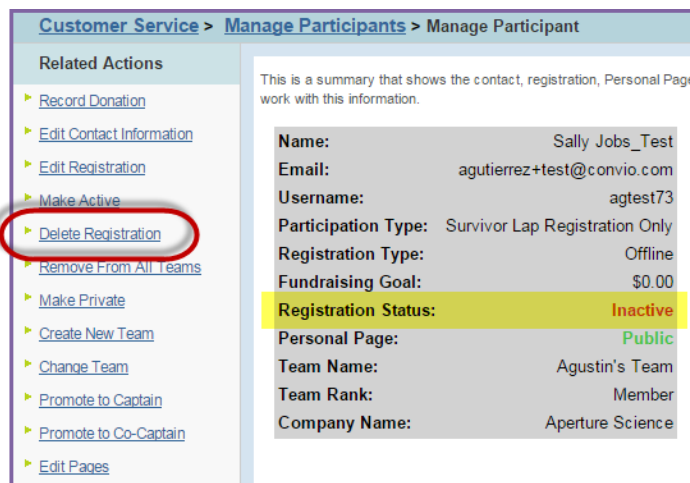 Customer Service > Manage Participants > Manage Participant
Related Actions
Record Donation
Edit Contact Information
Edit Registration
Make Active
Delete Registration
Remove From All Teams
Make Private
Create New Team
Change Team
Promote to Captain
Promote to Co-Captain
Edit Pages
This is a summary that shows the contact, registration, Personal Page
work with this information.
Name: Sally Jobs_Test
Email: agutierrez+test@convio.com
Username: agtest73
Participation Type: Survivor Lap Registration Only
Registration Type: Offline
Fundraising Goal: $0.00
Registration Status: Inactive
Personal Page: Public
Team Name: Agustin's Team
Team Rank: Member
Company Name: Aperture Science